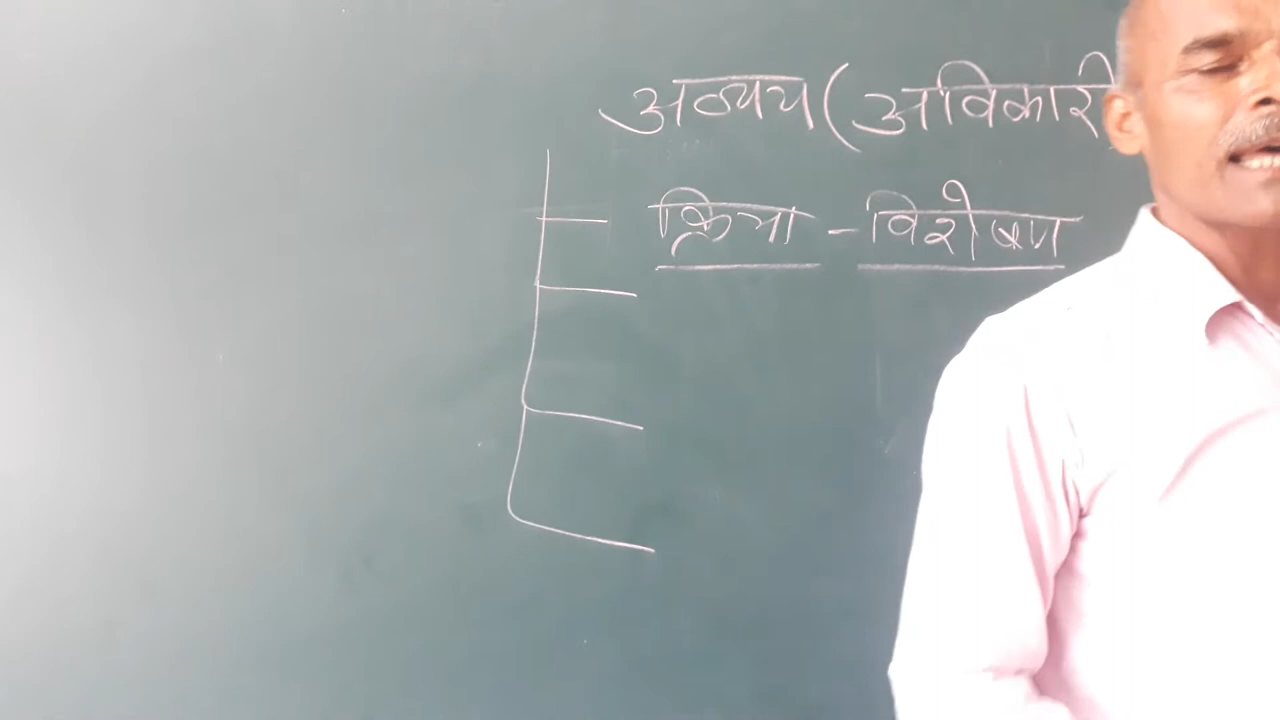 अव्यय (अविकारी
क्रिया - विशेषण